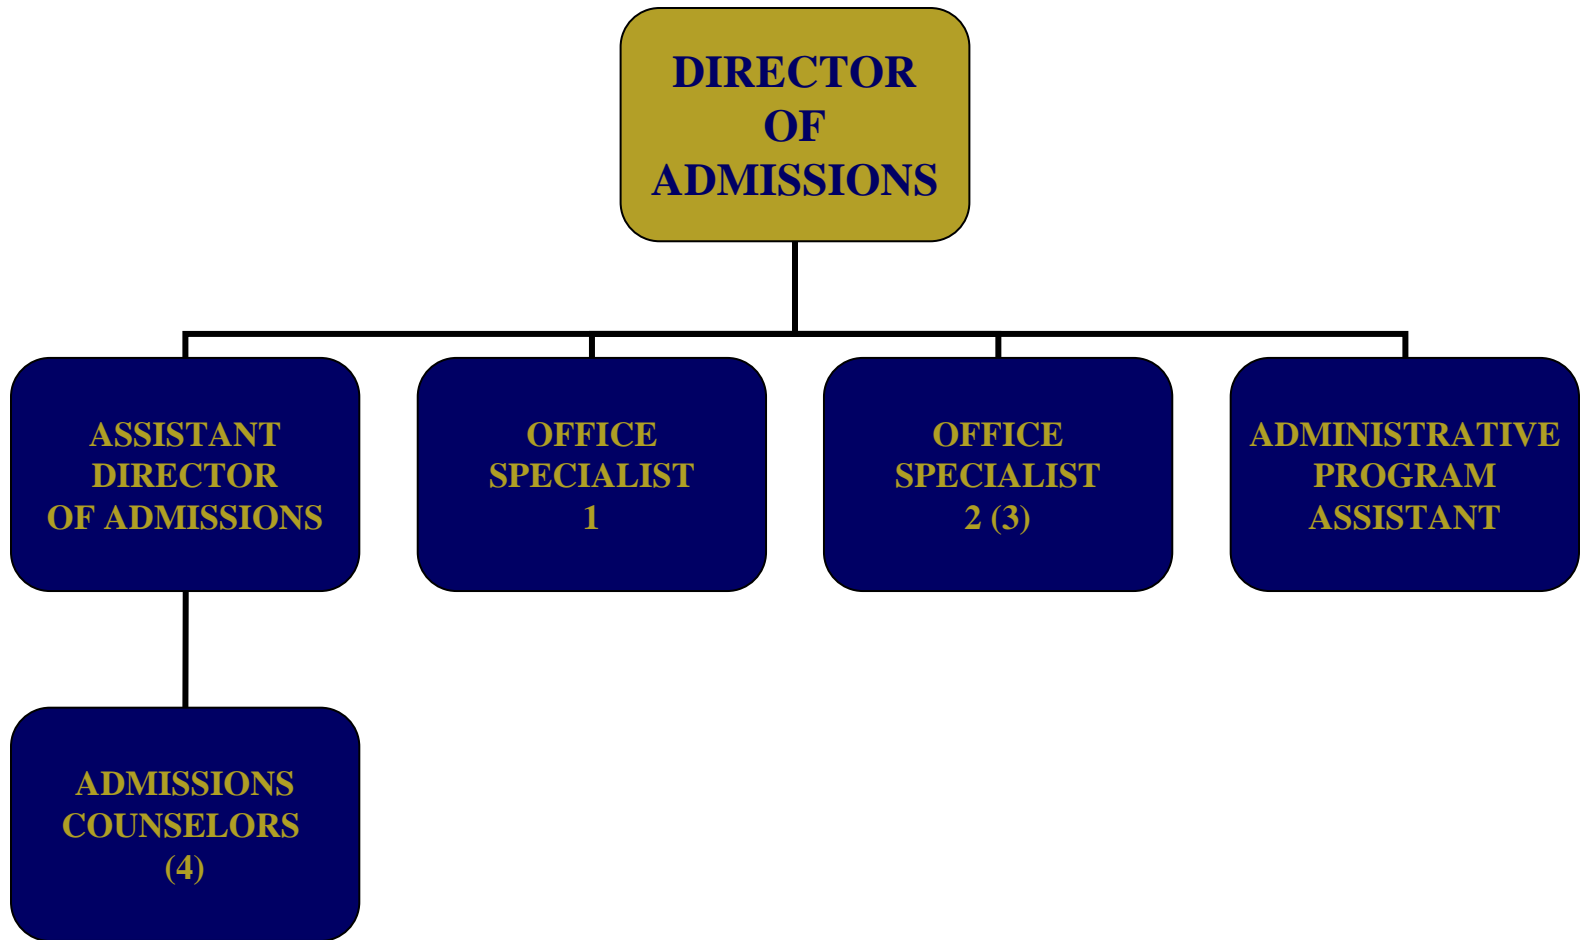 DIRECTOR
OF
ADMISSIONS
ASSISTANT
DIRECTOR
OF ADMISSIONS
OFFICE
SPECIALIST
1
OFFICE
SPECIALIST
2 (3)
ADMINISTRATIVE
PROGRAM
ASSISTANT
ADMISSIONS
COUNSELORS
(4)